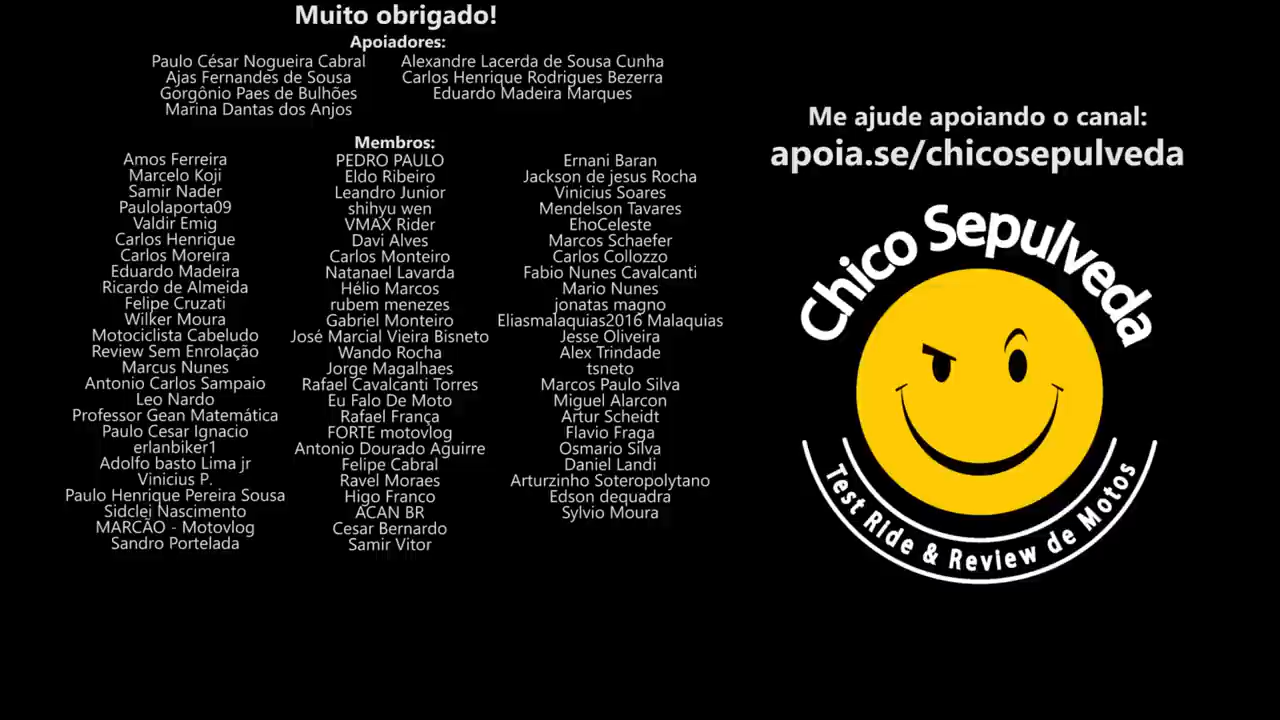 Muito obrigado!
Apoiadores:
Paulo César Nogueira Cabral
Ajas Fernandes de Sousa
Gorgônio Paes de Bulhões
Marina Dantas dos Anjos
Alexandre Lacerda de Sousa Cunha
Carlos Henrique Rodrigues Bezerra
Eduardo Madeira Marques
Membros:
Amos Ferreira
Marcelo Koji
Samir Nader
Paulolaporta09
Valdir Emig
Carlos Henrique
Carlos Moreira
Eduardo Madeira
Ricardo de Almeida
Felipe Cruzati
Wilker Moura
Motociclista Cabeludo
Review Sem Enrolação
Marcus Nunes
Antonio Carlos Sampaio
Leo Nardo
Professor Gean Matemática
Paulo Cesar Ignacio
erlanbiker1
Adolfo basto Lima jr
Vinicius P.
Paulo Henrique Pereira Sousa
Sidclei Nascimento
MARCÃO - Motovlog
Sandro Portelada
PEDRO PAULO
Eldo Ribeiro
Leandro Junior
shihyu wen
VMAX Rider
Davi Alves
Carlos Monteiro
Natanael Lavarda
Hélio Marcos
rubem menezes
Gabriel Monteiro
José Marcial Vieira Bisneto
Wando Rocha
Jorge Magalhaes
Rafael Cavalcanti Torres
Eu Falo De Moto
Rafael França
FORTE motovlog
Antonio Dourado Aguirre
Felipe Cabral
Ravel Moraes
Higo Franco
ACAN BR
Cesar Bernardo
Samir Vitor
Ernani Baran
Jackson de jesus Rocha
Vinicius Soares
Mendelson Tavares
EhoCeleste
Marcos Schaefer
Carlos Collozzo
Fabio Nunes Cavalcanti
Mario Nunes
jonatas magno
Eliasmalaquias2016 Malaquias
Jesse Oliveira
Alex Trindade
tsneto
Marcos Paulo Silva
Miguel Alarcon
Artur Scheidt
Flavio Fraga
Osmario Silva
Daniel Landi
Arturzinho Soteropolytano
Edson dequadra
Sylvio Moura
Me ajude apoiando o canal:
apoia.se/chicosepulveda
Chico Sepulveda
Test Ride & Review de Motos